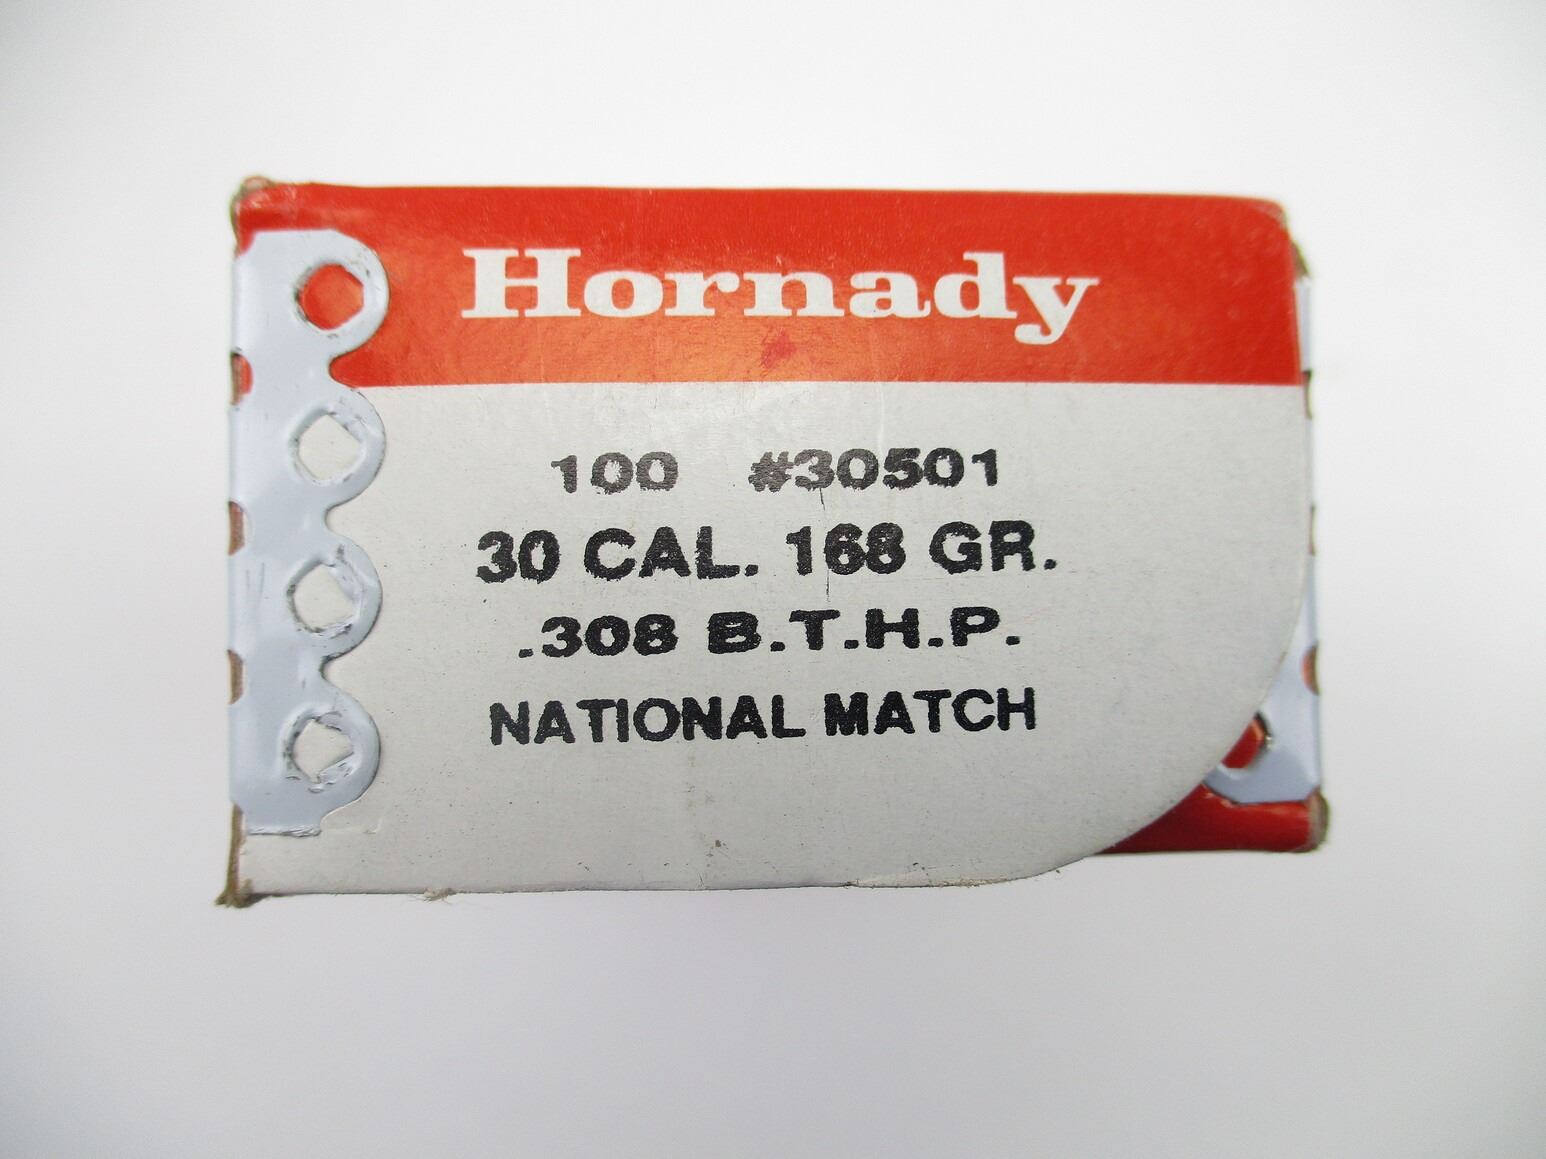 Hornady
100 #30501
30 CAL. 168 GR.
.308 B.T.H.P.
NATIONAL MATCH